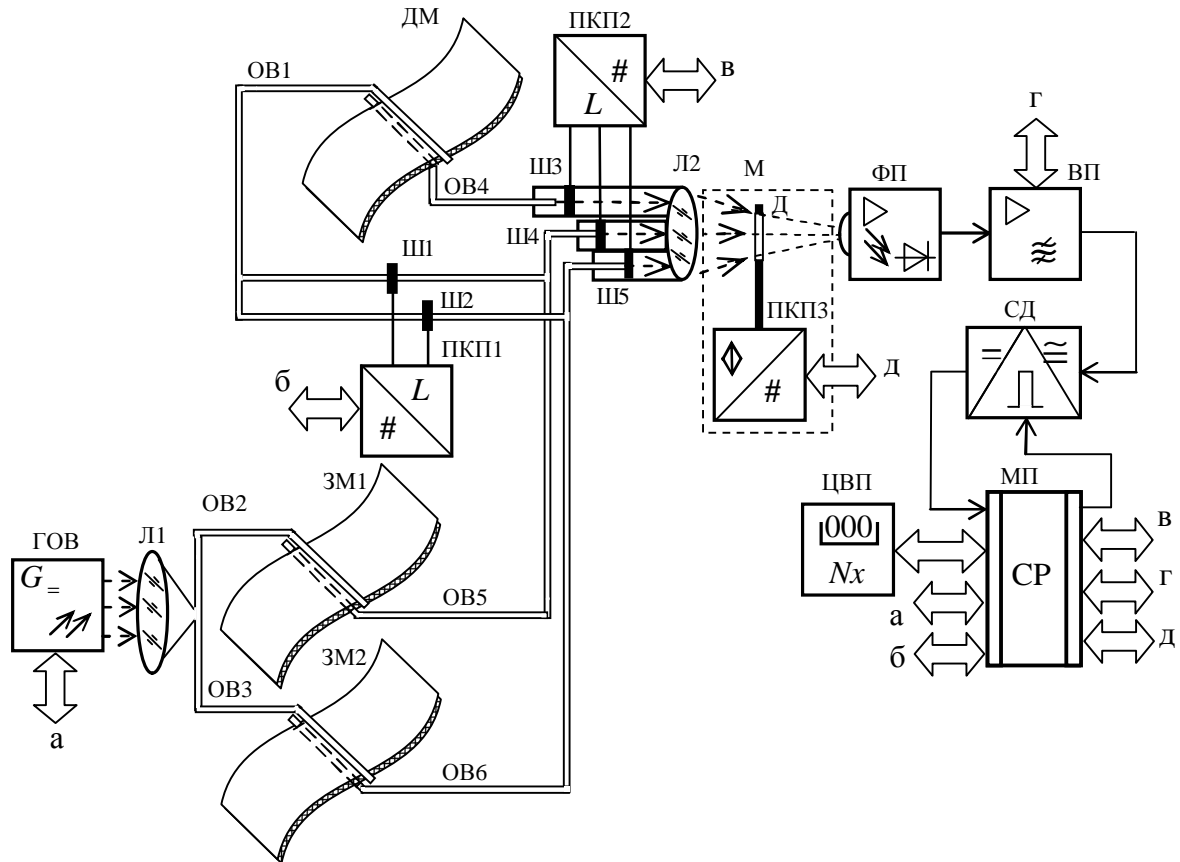 ДМ
ПКП2
ОВ1
#
L
в
г
Ш3
Л2
М
ФП
ВП
ОВ4
Д
Ш4
Ш1
Ш5
Ш2
СД
ПКП3
ПКП1
=
б
L
#
#
д
ЗМ1
ЦВП
МП
ОВ2
ГОВ
Л1
000
в
G=
Nx
СР
ОВ5
г
а
ЗМ2
д
б
ОВ3
а
ОВ6